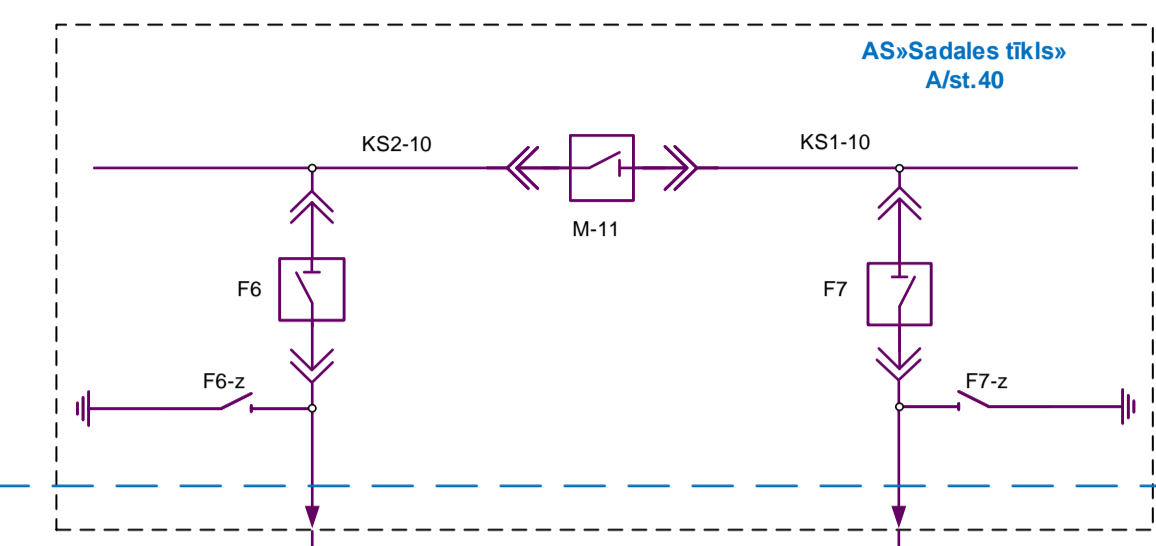 AS»Sadales tīkls»
A/st.40
KS2-10
KS1-10
M-11
F6
F7
F6-z
F7-z